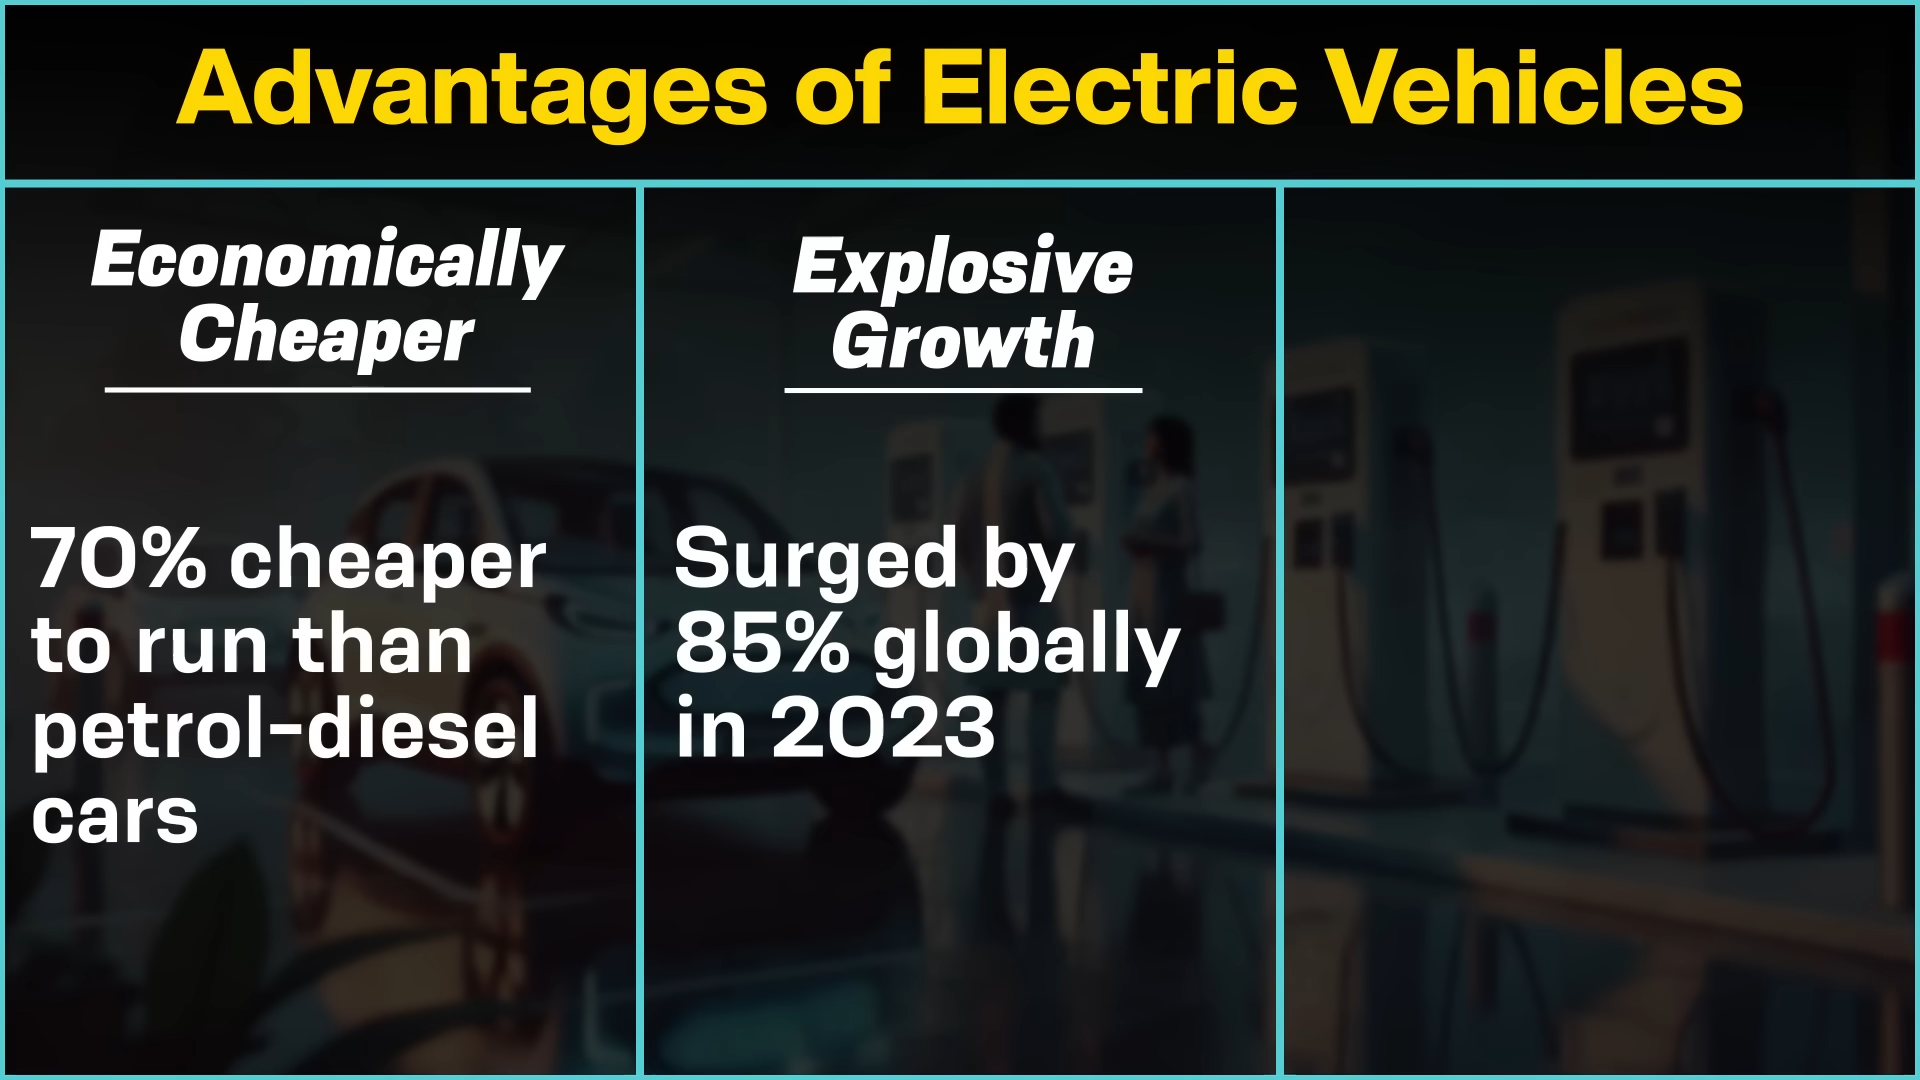 Advantages of Electric Vehicles
Economically
Cheaper
70% cheaper
to run than
petrol-diesel
cars
Explosive
Growth
Surged by
85% globally
in 2023